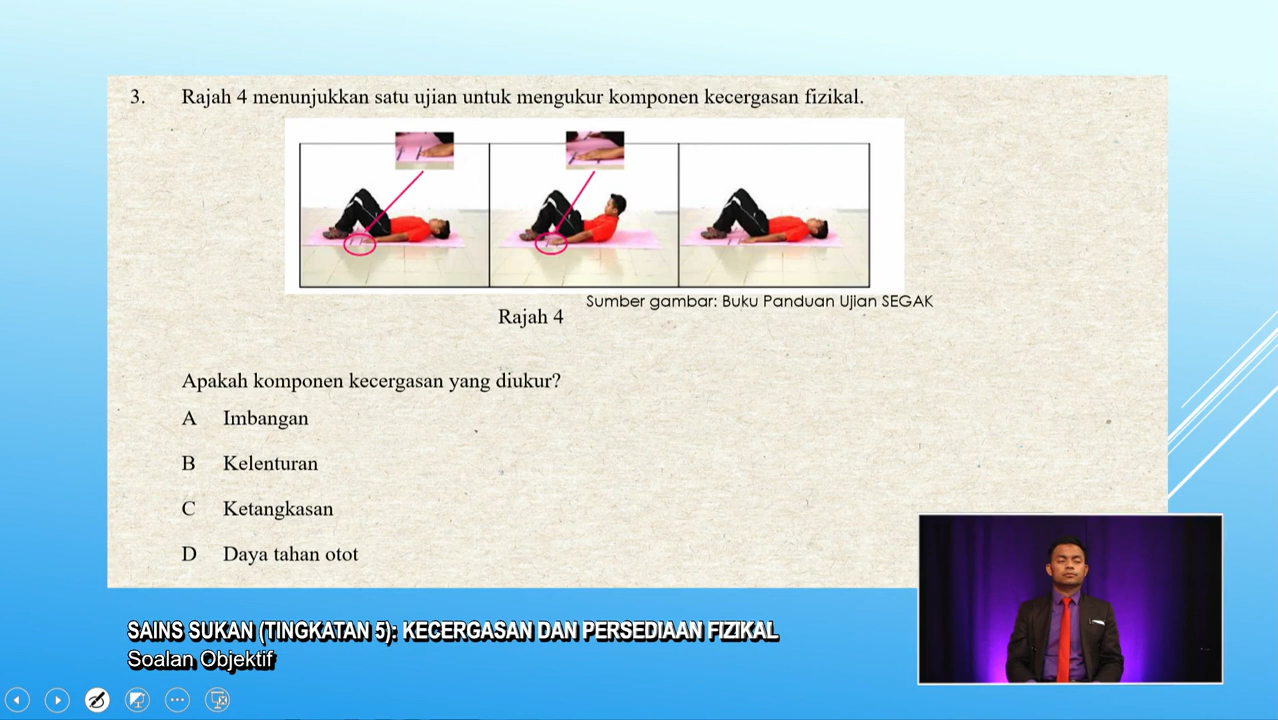 3. Rajah 4 menunjukkan satu ujian untuk mengukur komponen kecergasan fizikal.
Sumber gambar: Buku Panduan Ujian SEGAK
Rajah 4
Apakah komponen kecergasan yang diukur?
A Imbangan
B Kelenturan
C Ketangkasan
D Daya tahan otot
SAINS SUKAN (TINGKATAN 5): KECERGASAN DAN PERSEDIAAN FIZIKAL
Soalan Objektif